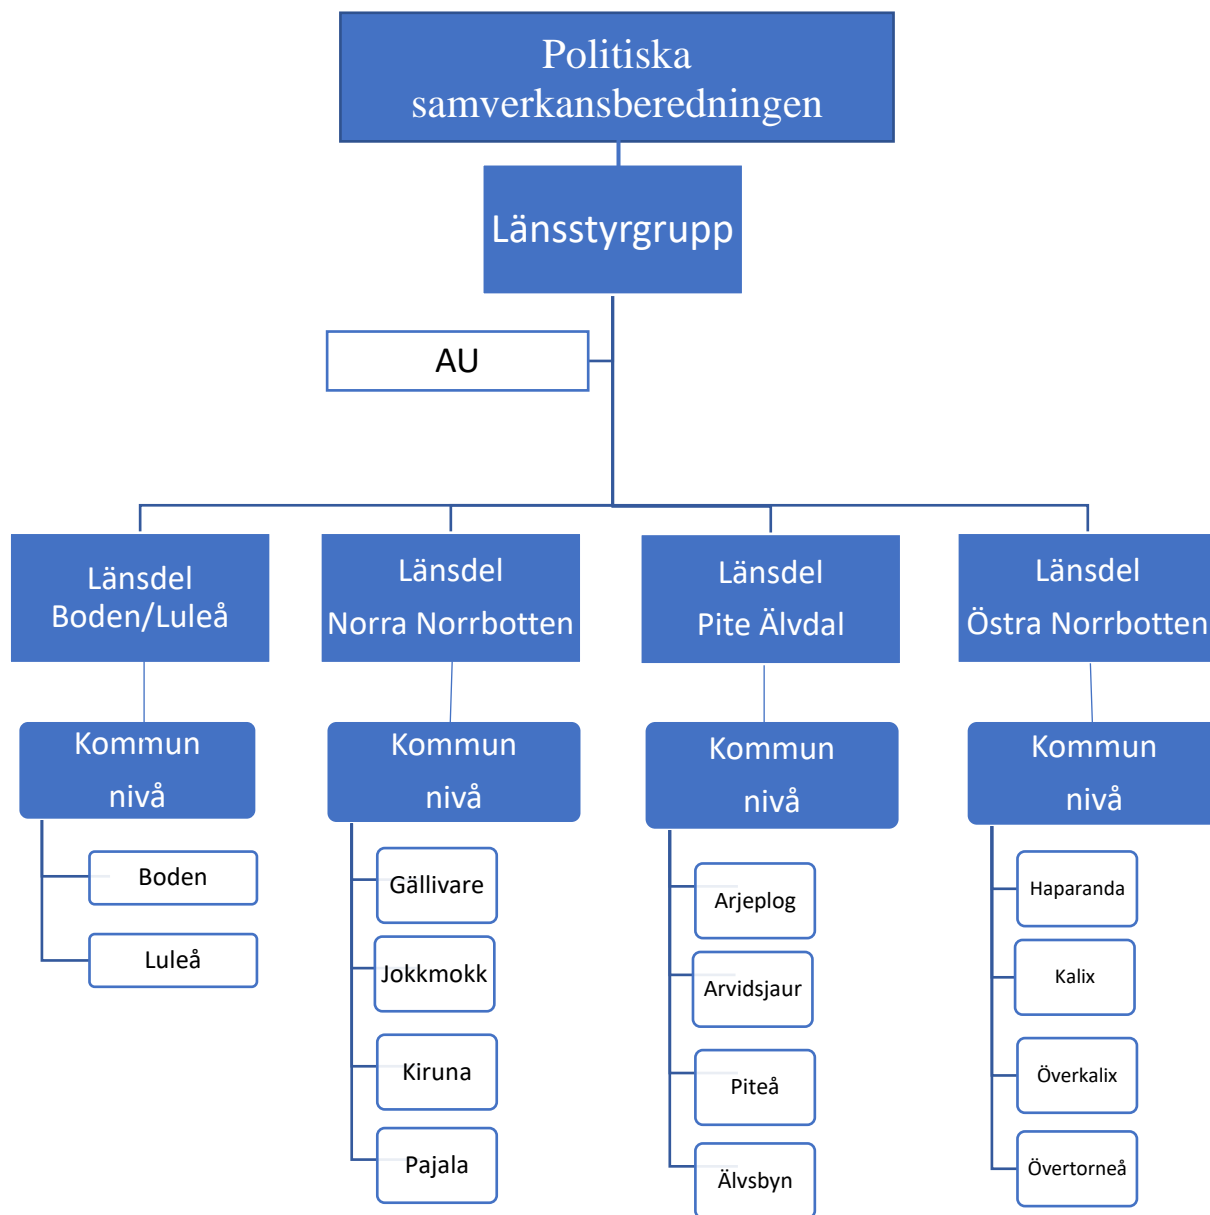 Politiska
samverkansberedningen
Länsstyrgrupp
AU
Länsdel
Boden/Luleå
Länsdel
Norra Norrbotten
Länsdel
Pite Älvdal
Länsdel
Östra Norrbotten
Kommun
nivå
Kommun
nivå
Kommun
nivå
Kommun
nivå
Boden
Luleå
Gällivare
Jokkmokk
Kiruna
Pajala
Arjeplog
Arvidsjaur
Piteå
Älvsbyn
Haparanda
Kalix
Överkalix
Övertorneå